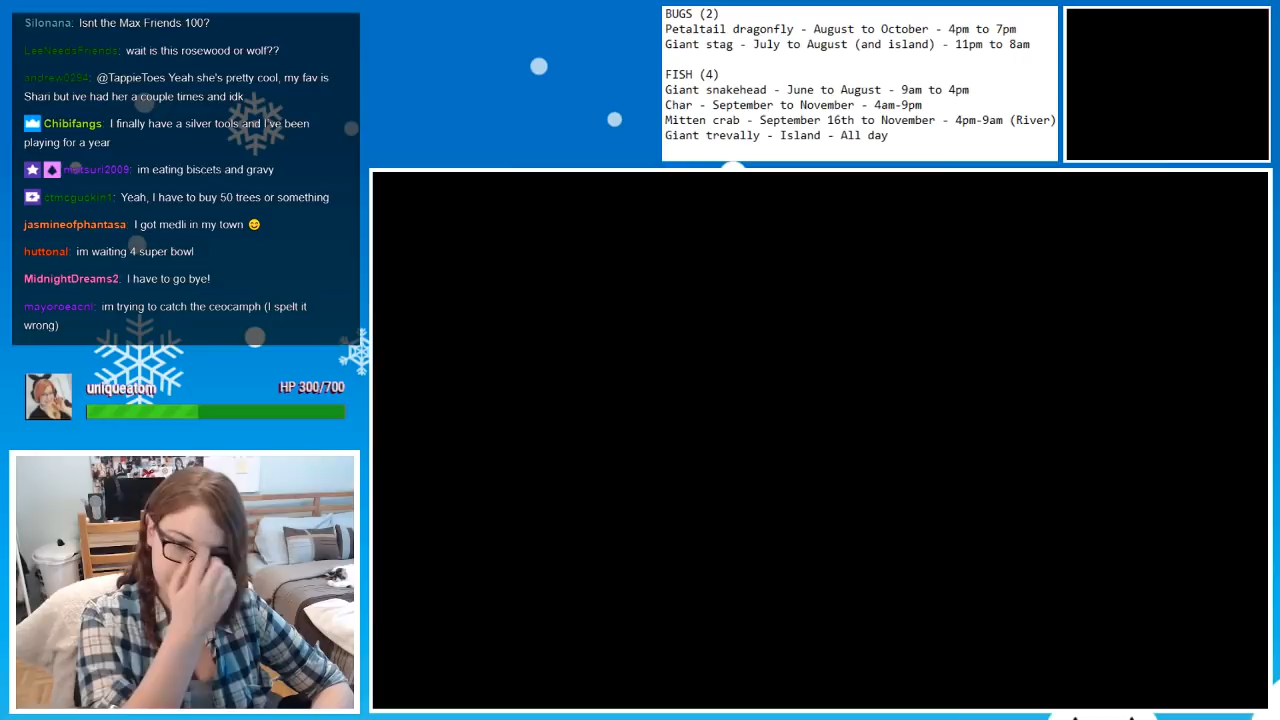 Silonana: Isnt the Max Friends 100?
LeeNeedsFriends: wait is this rosewood or wolf??
andrew0294: @TappieToes Yeah she's pretty cool, my fav is
Shari but ive had her a couple times and idk
Chibifangs: I finally have a silver tools and I've been
playing for a year
im eating biscets and gravy
ctmcguckin1: Yeah, I have to buy 50 trees or something
jasmineofphantasa: I got medli in my town
huttonal: im waiting 4 super bowl
MidnightDreams2: I have to go bye!
mayoroeacnl: im trying to catch the ceocamph (I spelt it
wrong)
uniqueatom HP 300/700
BUGS (2)
Petaltail dragonfly - August to October - 4pm to 7pm
Giant stag - July to August (and island) - 11pm to 8am
FISH (4)
Giant snakehead - June to August - 9am to 4pm
Char - September to November - 4am-9pm
Mitten crab - September 16th to November - 4pm-9am (River)
Giant trevally - Island - All day